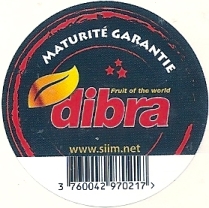 MATURITÉ GARANTIE
Fruit of the world
dibra
www.siim.net
3 760042 970217 >